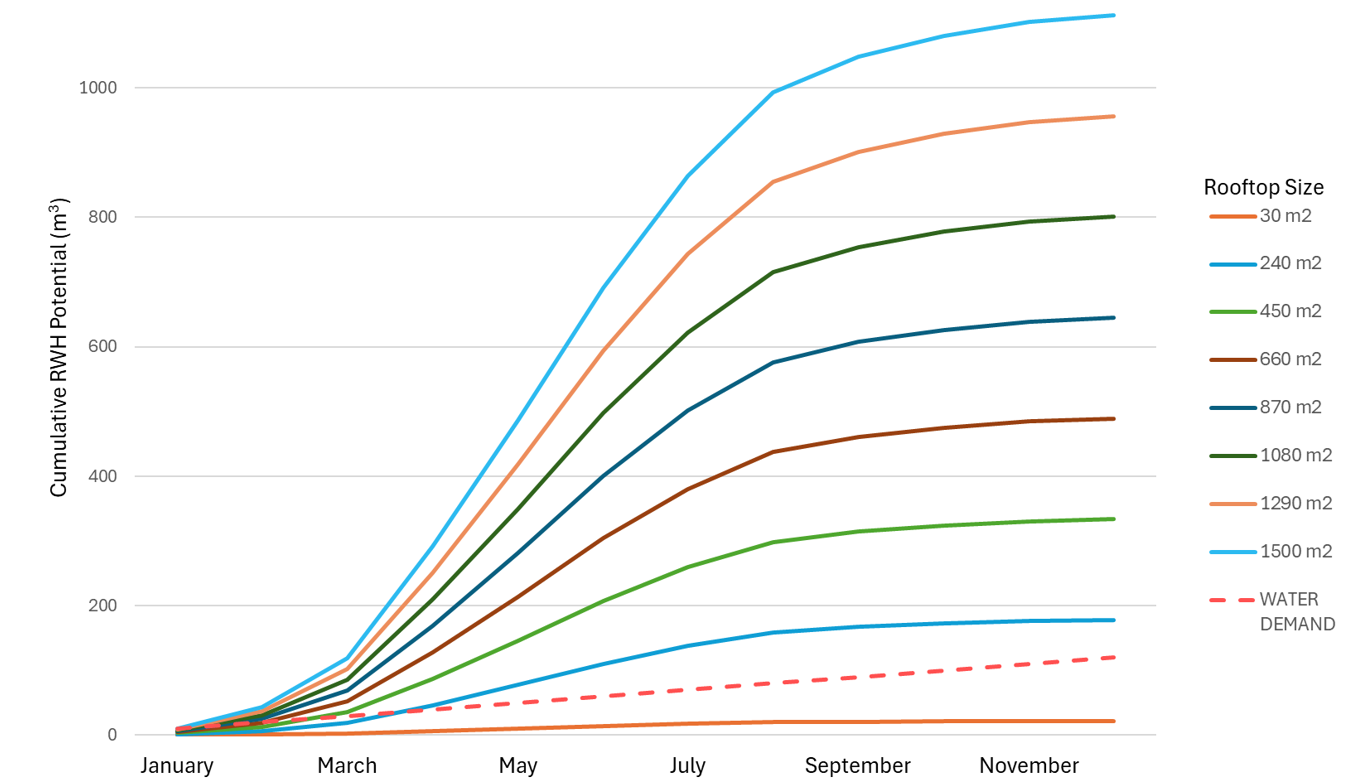 1000
800
600
400
200
0
Cumulative RWH Potential (m³)
January
March
May
July
September
November
Rooftop Size
30 m2
240 m2
450 m2
660 m2
870 m2
1080 m2
1290 m2
1500 m2
WATER
DEMAND